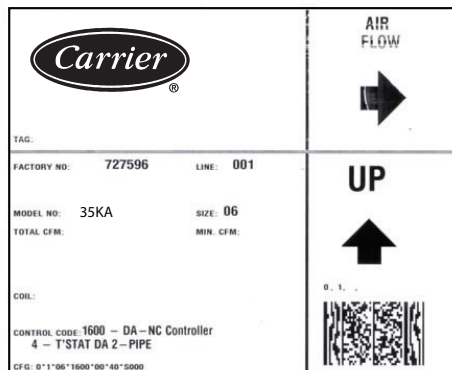 Carrier
®
AIR
FLOW
TAG:
FACTORY NO: 727596 LINE: 001
UP
MODEL NO: 35KA SIZE: 06
TOTAL CFM: MIN. CFM:
COIL:
0. 1. .
CONTROL CODE: 1600 – DA–NC Controller
4 – T'STAT DA 2–PIPE
CFG: 0*1*06*1600*00*40*S000